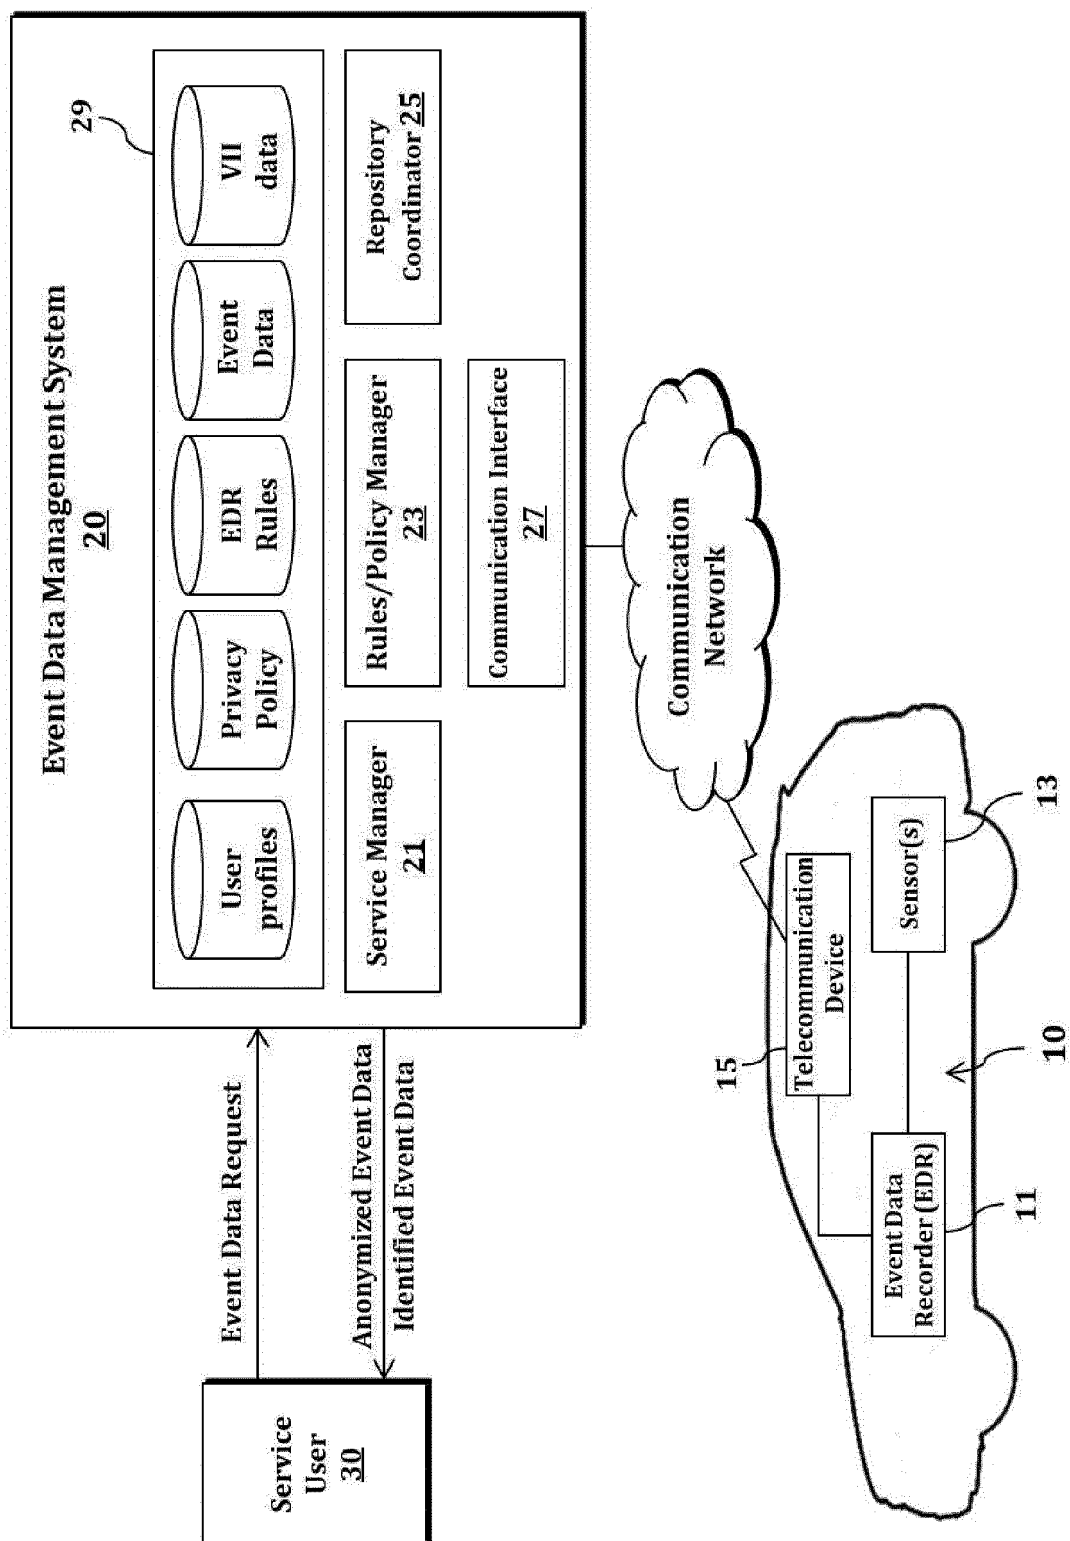 Event Data Management System
20
29
User
profiles
Privacy
Policy
EDR
Rules
Event
Data
VII
data
Service Manager
21
Rules/Policy Manager
23
Repository
Coordinator 25
Communication Interface
27
Event Data Request
Anonymized Event Data
Identified Event Data
Service
User
30
Communication
Network
15
Telecommunication
Device
Event Data
Recorder (EDR)
Sensor(s)
11
10
13